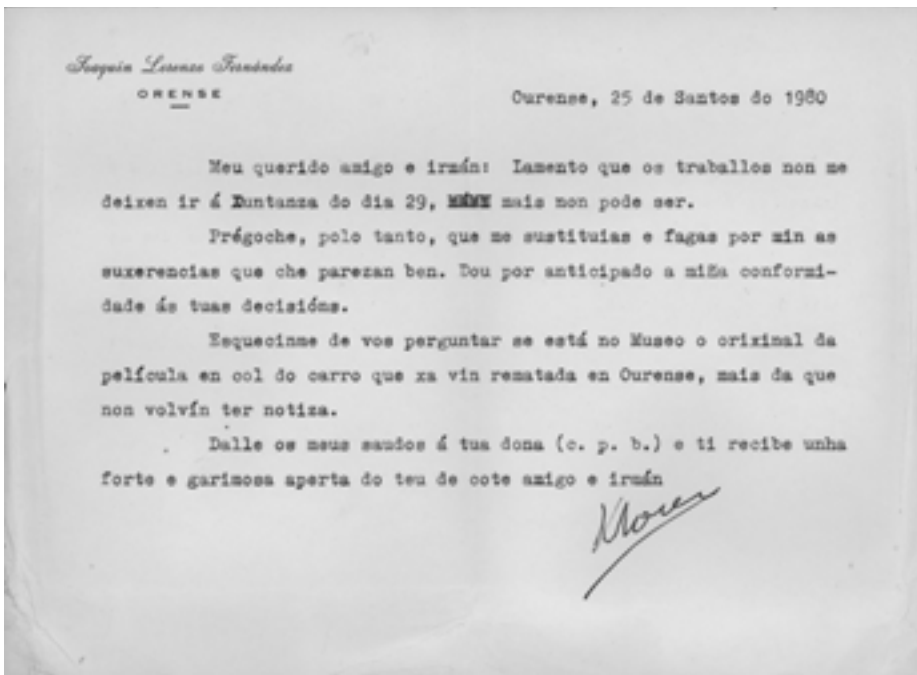 Joaquín Lorenzo Fernández
ORENSE
Ourense, 25 de Santos do 1980
Meu querido amigo e irmán: Lamento que os traballos non me
deixen ir á Xuntanza do dia 29, mais non pode ser.
Prégoche, polo tanto, que me sustituias e fagas por min as
suxerencias que che parezan ben. Dou por anticipado a miña conformi-
dade ás tuas decisións.
Esquecinme de vos perguntar se está no Museo o orixinal da
película en col do carro que xa vin rematada en Ourense, mais da que
non volvín ter notiza.
Dalle os meus saudos á tua dona (c. p. b.) e ti recibe unha
forte e garimosa aperta do teu de cote amigo e irmán